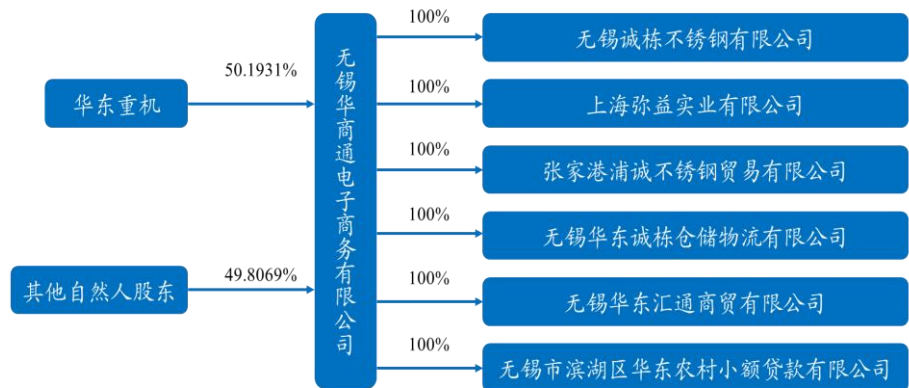 华东重机
50.1931%
其他自然人股东
49.8069%
无锡华商通电子商务有限公司
100%
无锡诚栋不锈钢有限公司
100%
上海弥益实业有限公司
100%
张家港浦诚不锈钢贸易有限公司
100%
无锡华东诚栋仓储物流有限公司
100%
无锡华东汇通商贸有限公司
100%
无锡市滨湖区华东农村小额贷款有限公司